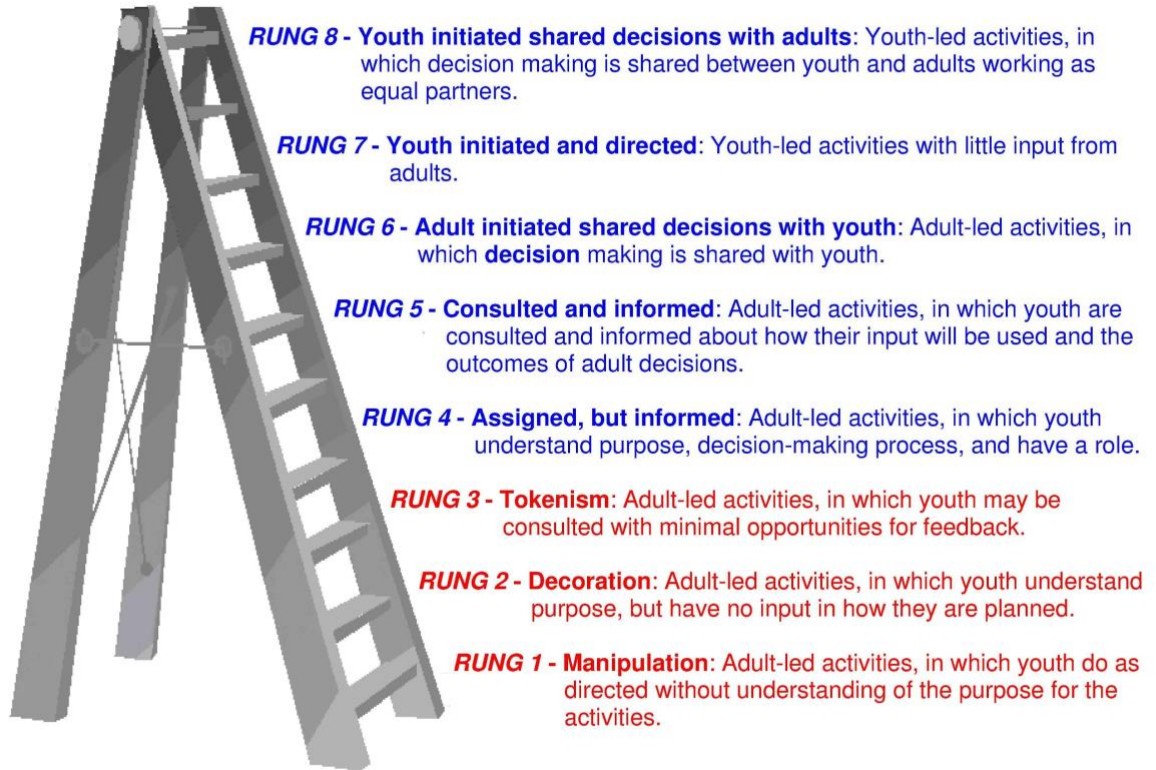 RUNG 8 - Youth initiated shared decisions with adults: Youth-led activities, in
which decision making is shared between youth and adults working as
equal partners.
RUNG 7 - Youth initiated and directed: Youth-led activities with little input from
adults.
RUNG 6 - Adult initiated shared decisions with youth: Adult-led activities, in
which decision making is shared with youth.
RUNG 5 - Consulted and informed: Adult-led activities, in which youth are
consulted and informed about how their input will be used and the
outcomes of adult decisions.
RUNG 4 - Assigned, but informed: Adult-led activities, in which youth
understand purpose, decision-making process, and have a role.
RUNG 3 - Tokenism: Adult-led activities, in which youth may be
consulted with minimal opportunities for feedback.
RUNG 2 - Decoration: Adult-led activities, in which youth understand
purpose, but have no input in how they are planned.
RUNG 1 - Manipulation: Adult-led activities, in which youth do as
directed without understanding of the purpose for the
activities.